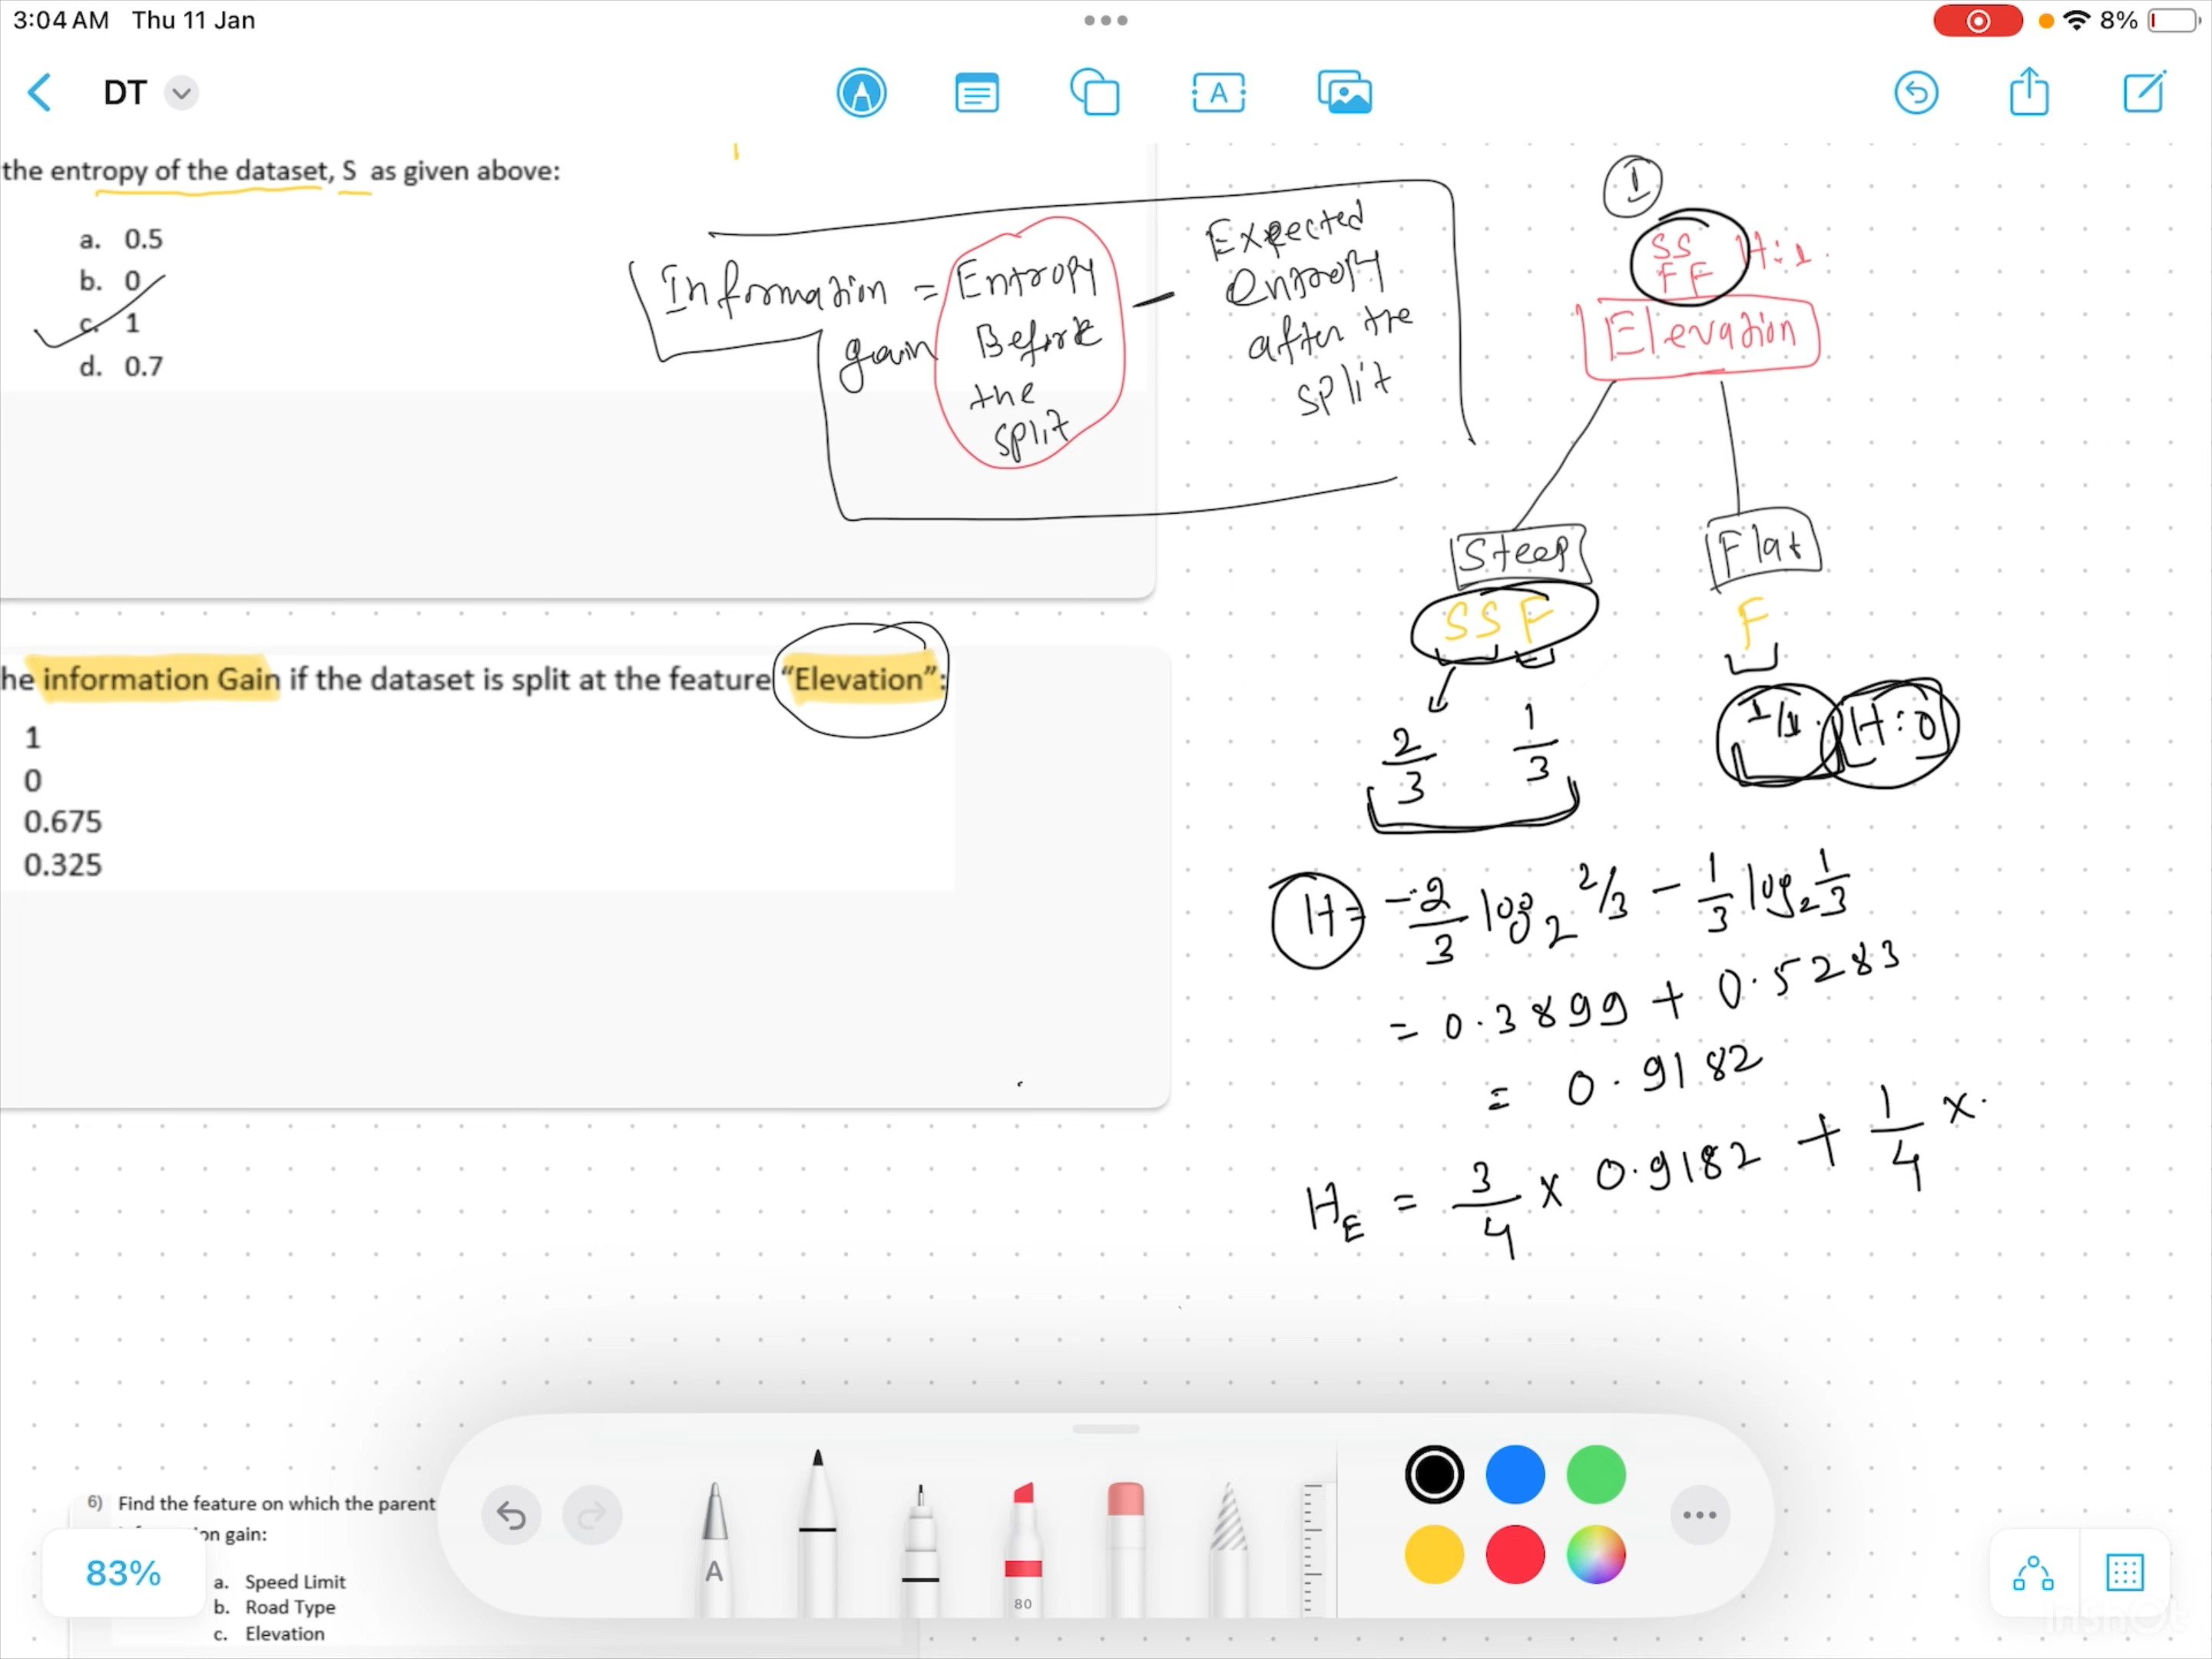 3:04 AM Thu 11 Jan
8%
DT
A
the entropy of the dataset, S as given above:
a. 0.5
b. 0
c. 1
d. 0.7
Information gain = Entropy Before the split - Expected entropy after the split
1
SS
FF
H:1.
Elevation
Steep
Flat
SSF
F
2/3
1/3
1/1. H:0
he information Gain if the dataset is split at the feature "Elevation":
1
0
0.675
0.325
H = -2/3 log2 2/3 - 1/3 log2 1/3
= 0.3899 + 0.5283
= 0.9182
HE = 3/4 x 0.9182 + 1/4 x.
6) Find the feature on which the parent
on gain:
a. Speed Limit
b. Road Type
c. Elevation
83%
A
80